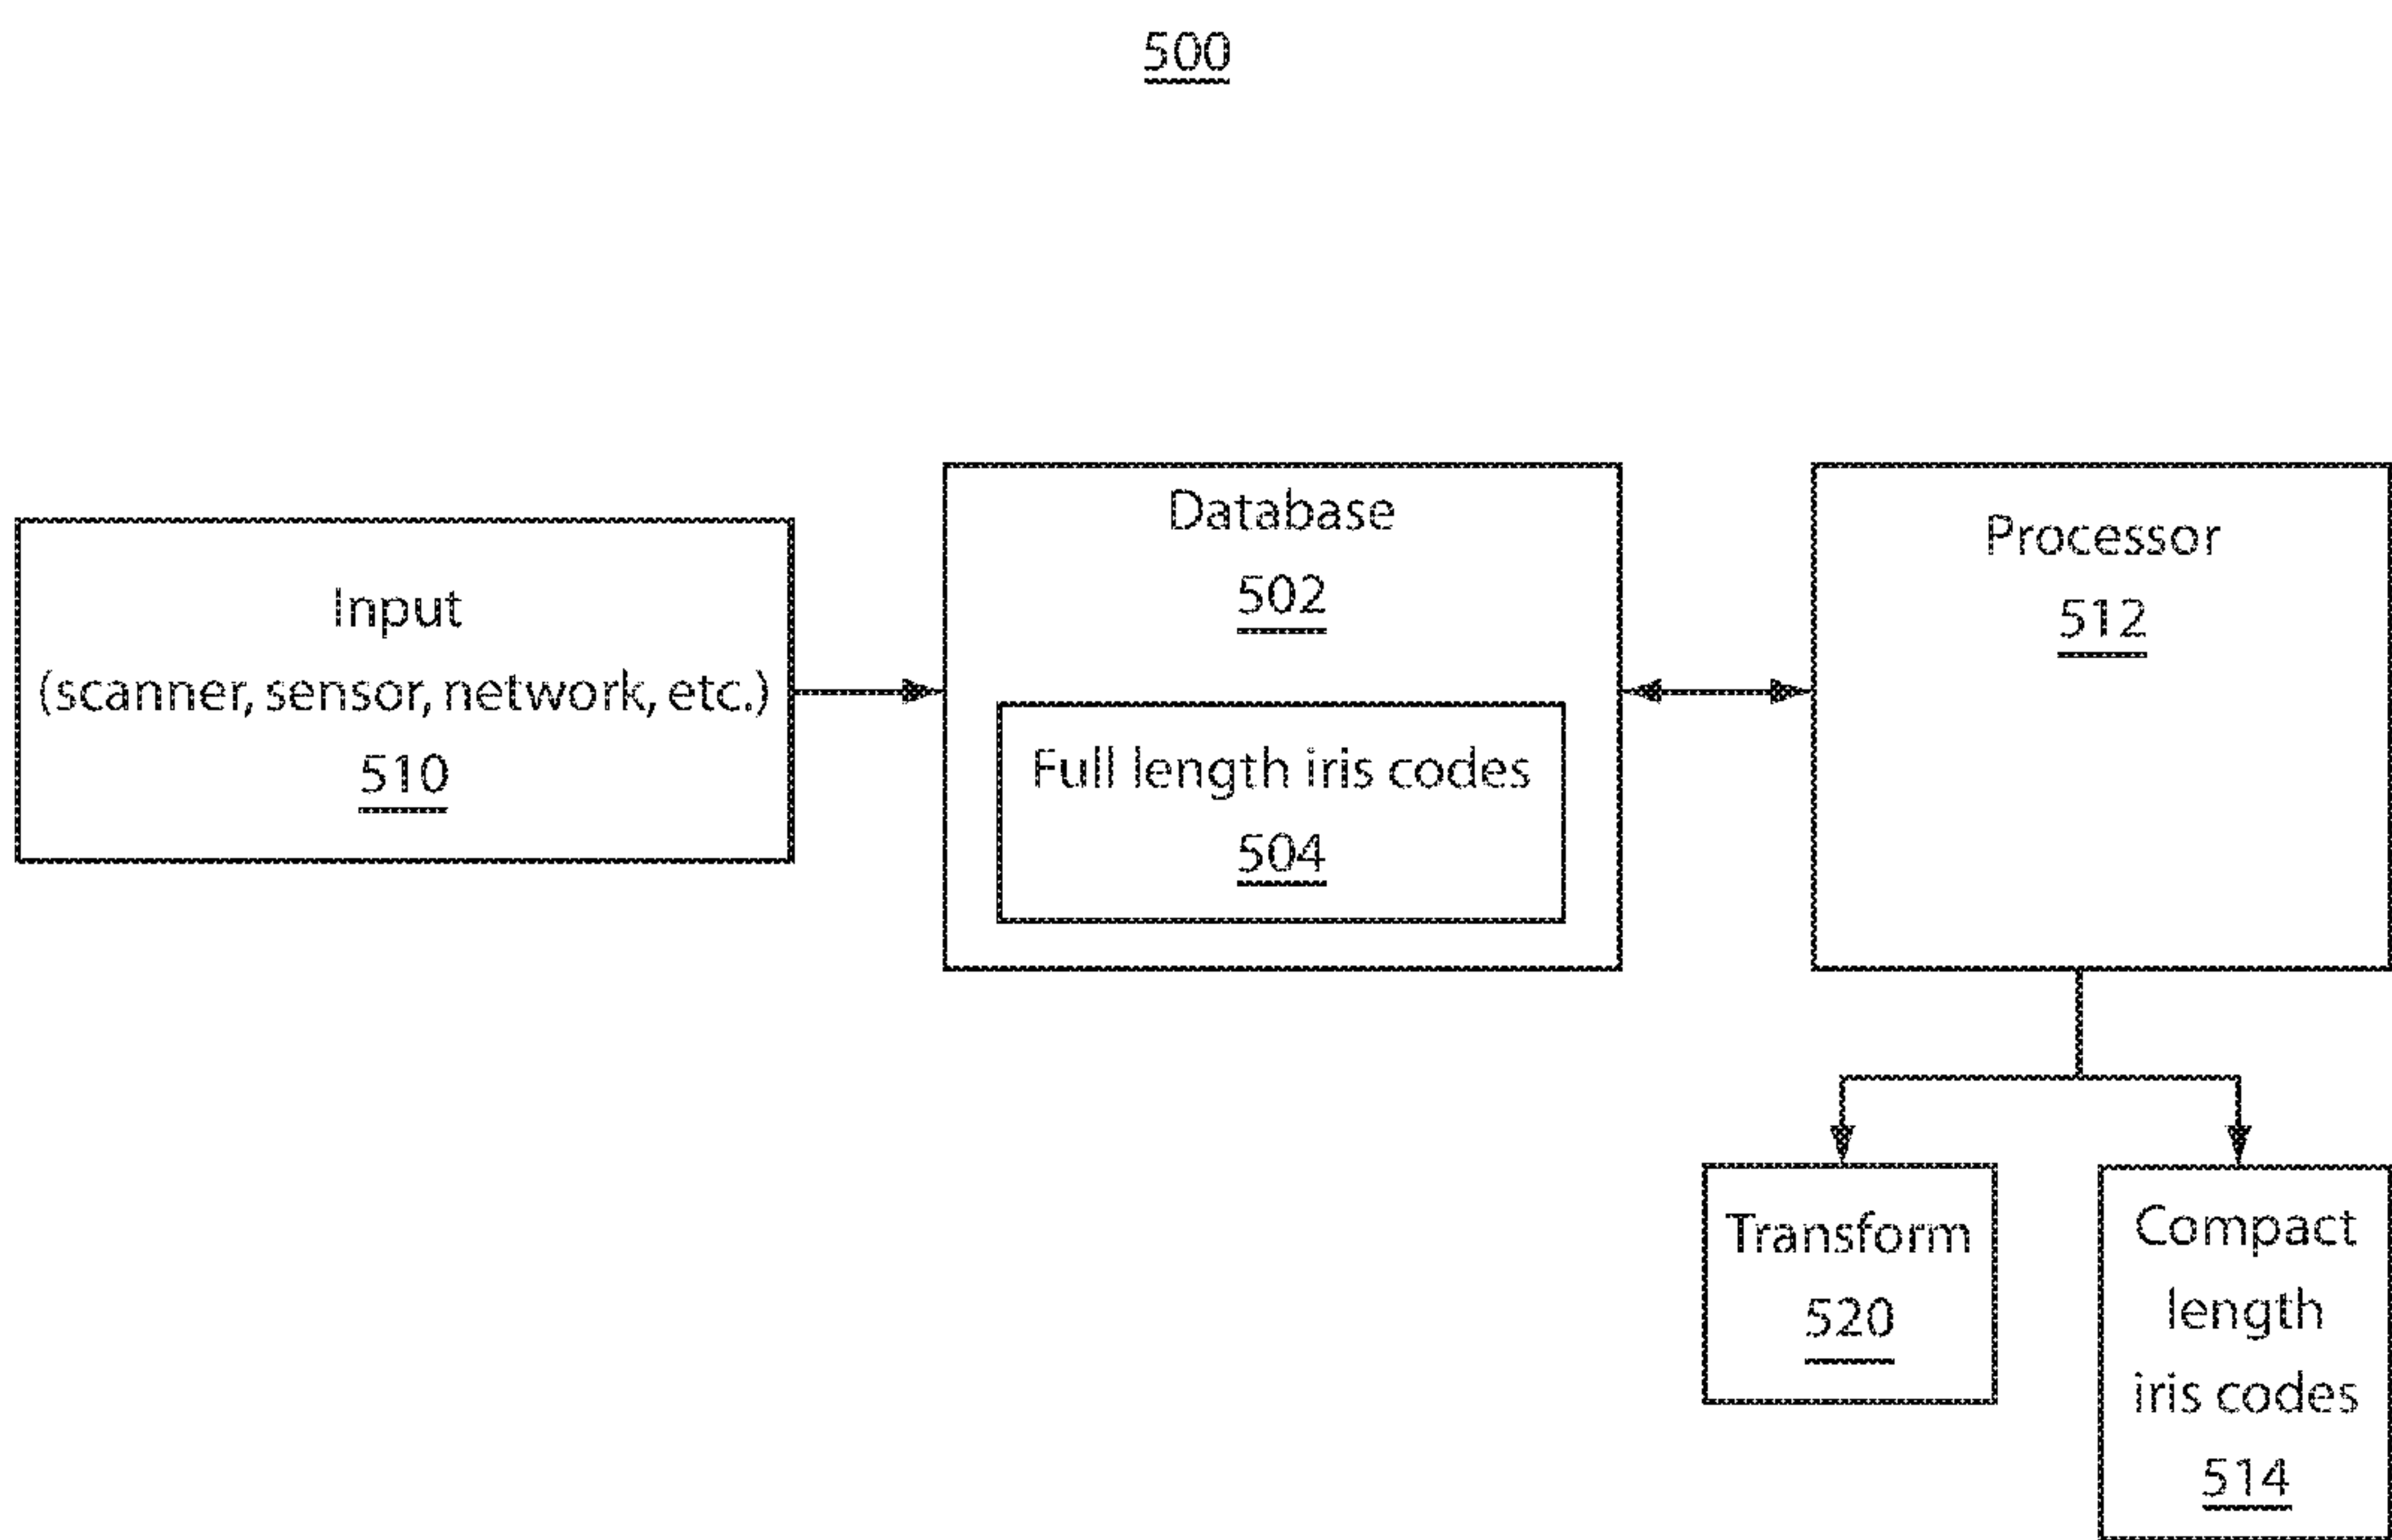 500
Input
(scanner, sensor, network, etc.)
510
Database
502
Full length iris codes
504
Processor
512
Transform
520
Compact
length
iris codes
514